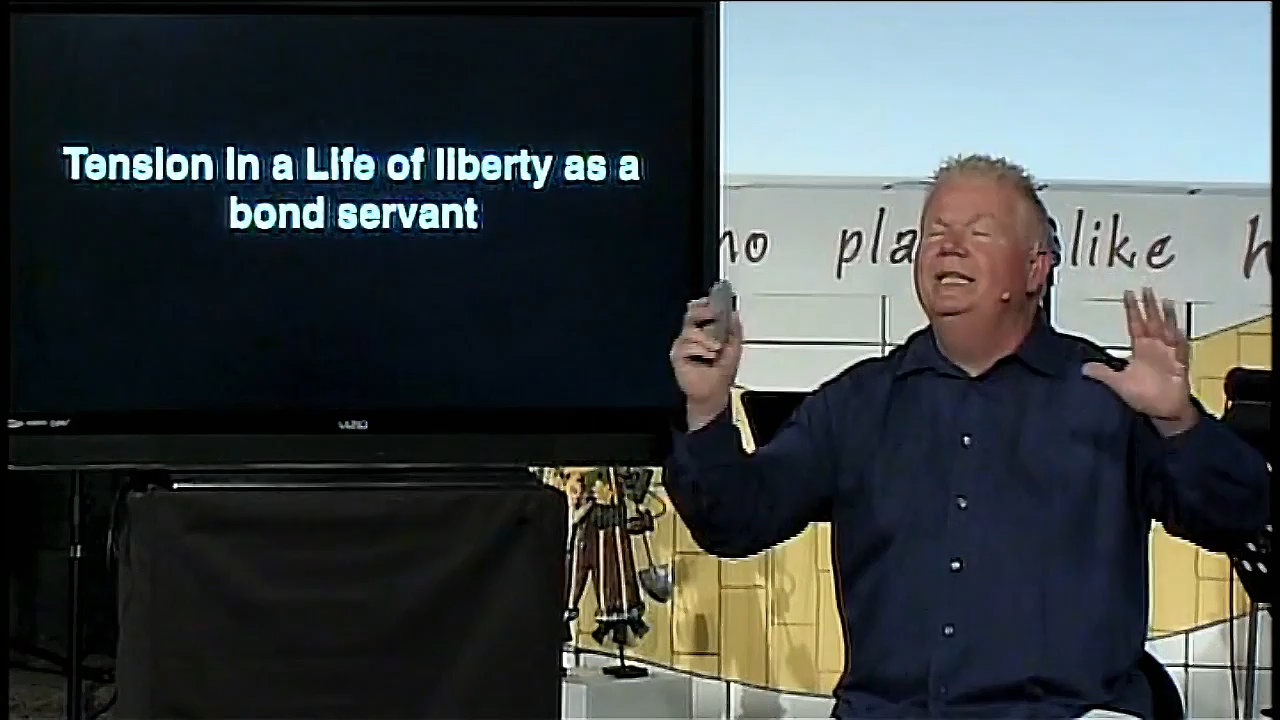 Tension in a Life of liberty as a
bond servant
no pla like h
VIZIO